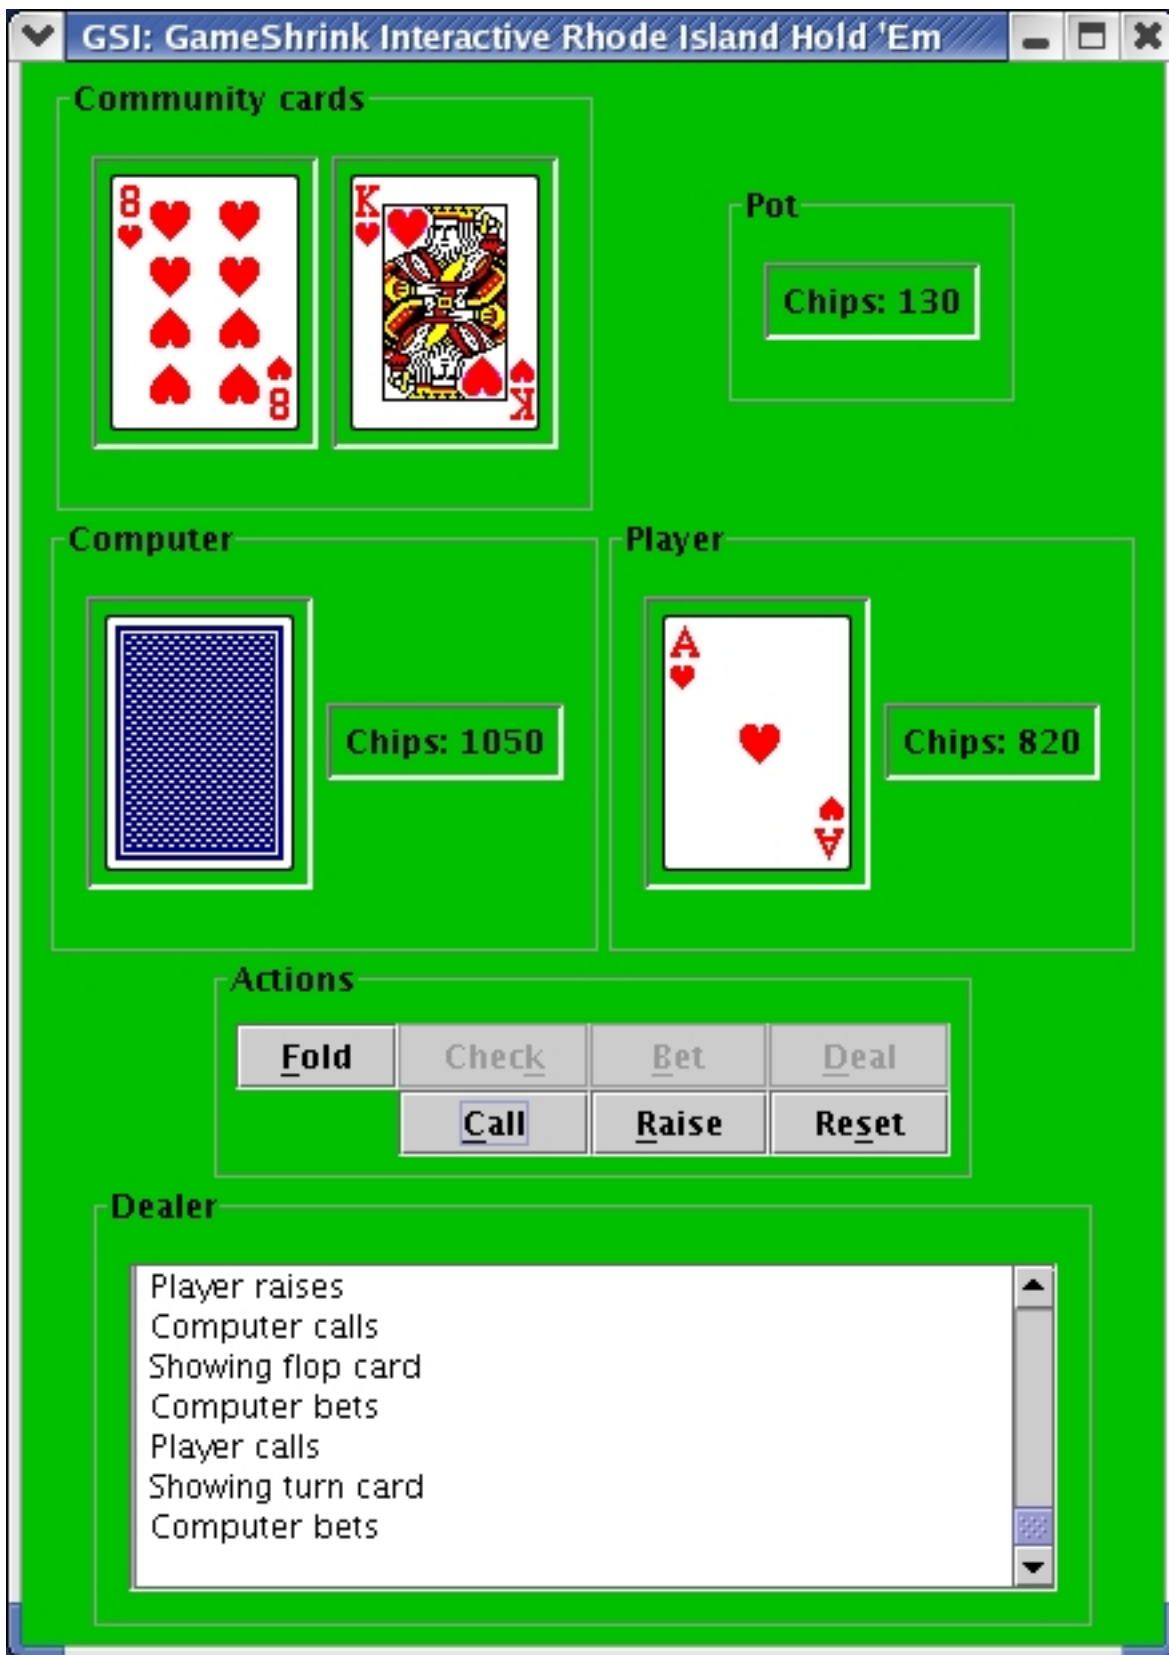 GSI: GameShrink Interactive Rhode Island Hold 'Em
Community cards
8
8
K
K
Pot
Chips: 130
Computer
Chips: 1050
Player
A
A
Chips: 820
Actions
Fold Check Bet Deal
Call Raise Reset
Dealer
Player raises
Computer calls
Showing flop card
Computer bets
Player calls
Showing turn card
Computer bets